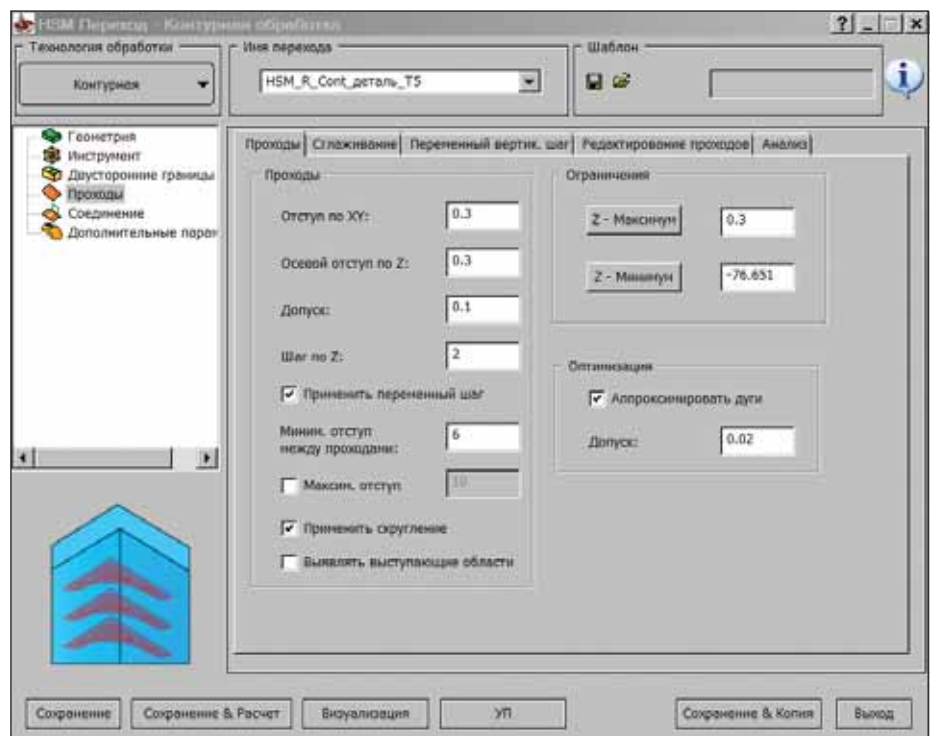 HSM Переход - Контурная обработка
Технология обработки
Контурная
Имя перехода
HSM_R_Cont_деталь_T5
Шаблон
Геометрия
Инструмент
Двусторонние границы
Проходы
Соединение
Дополнительные парам
Проходы
Сглаживание
Переменный вертик. шаг
Редактирование проходов
Анализ
Проходы
Отступ по XY:
0.3
Осевой отступ по Z:
0.3
Допуск:
0.1
Шаг по Z:
2
Применить переменный шаг
Миним. отступ
между проходами:
6
Максим. отступ
10
Применить скругление
Выявлять выступающие области
Ограничения
Z - Максимум
0.3
Z - Минимум
-76.651
Оптимизация
Аппроксимировать дуги
Допуск:
0.02
Сохранение
Сохранение & Расчет
Визуализация
УП
Сохранение & Копия
Выход